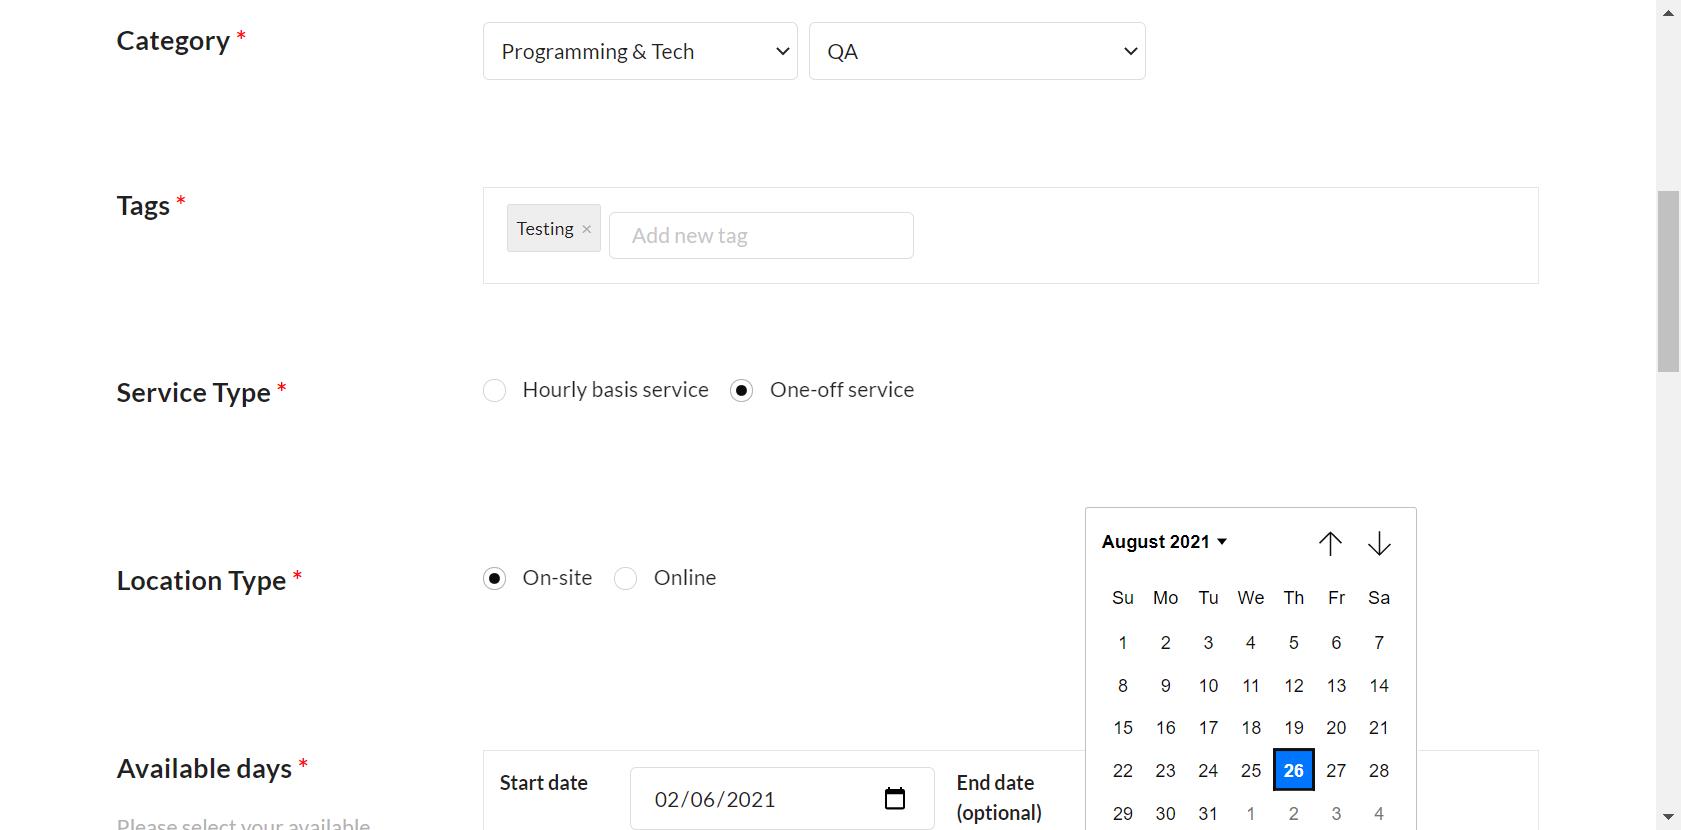 Category *
Programming & Tech
QA
Tags *
Testing ×
Add new tag
Service Type *
Hourly basis service
One-off service
Location Type *
On-site
Online
August 2021
Su Mo Tu We Th Fr Sa
1 2 3 4 5 6 7
8 9 10 11 12 13 14
15 16 17 18 19 20 21
22 23 24 25 26 27 28
29 30 31 1 2 3 4
Available days *
Please select your available
Start date
02/06/2021
End date
(optional)